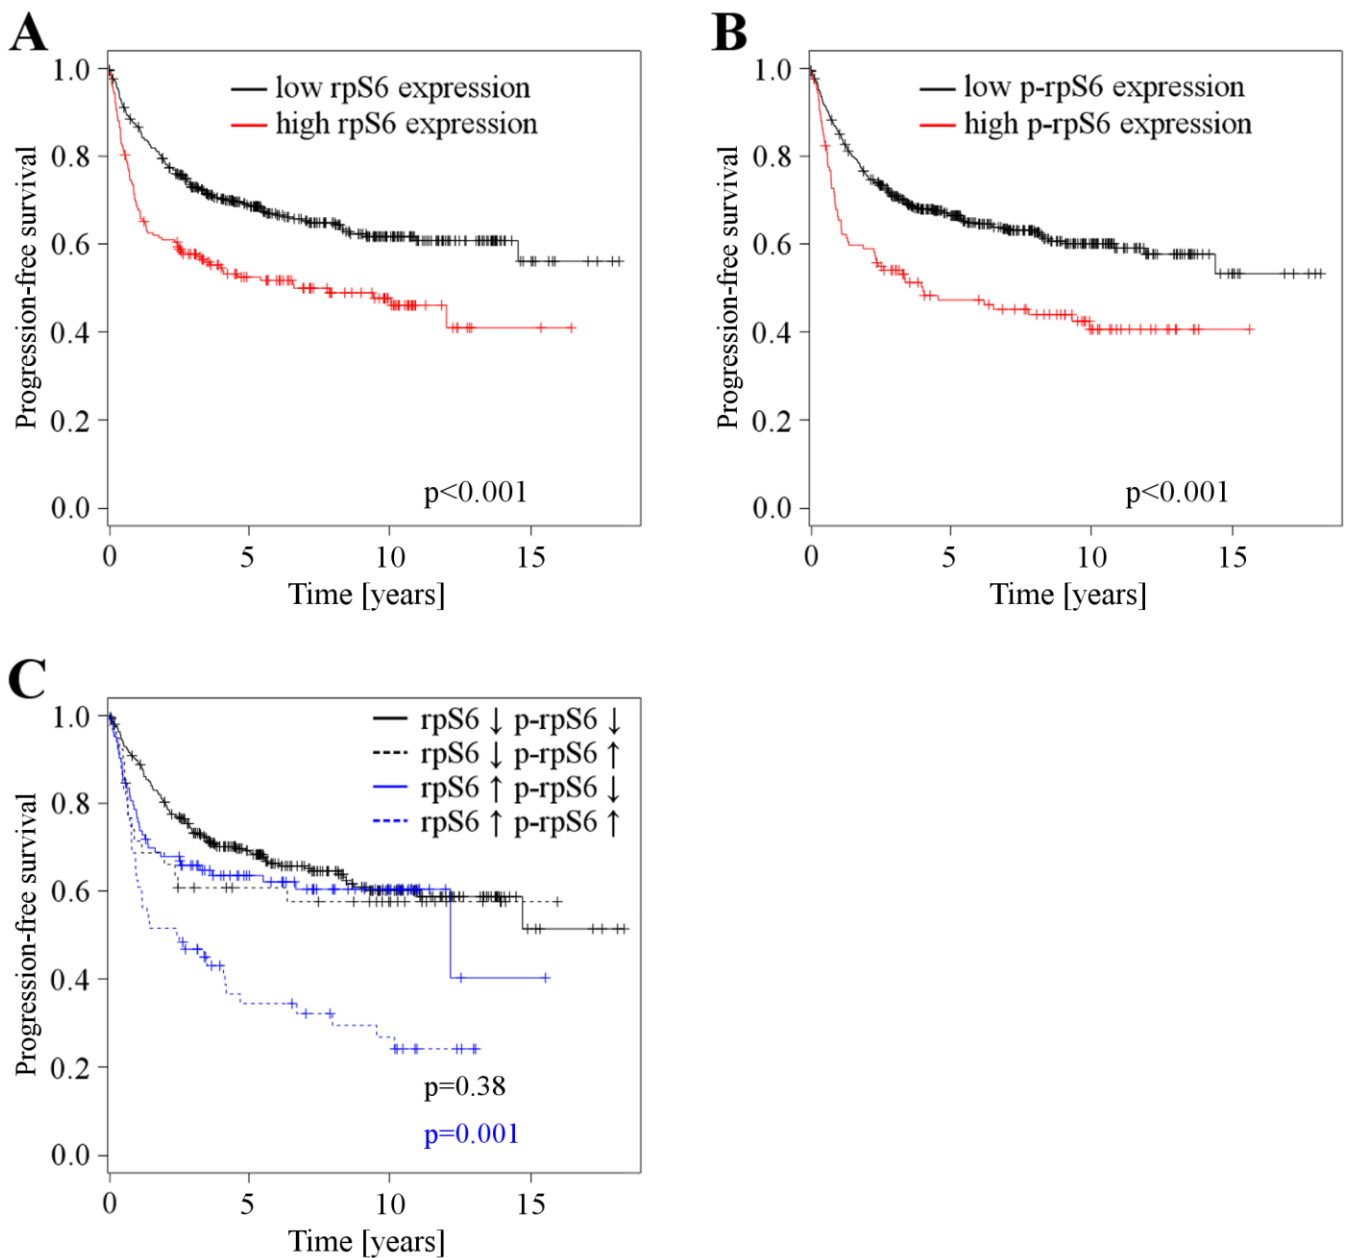 A
Progression-free survival
1.0
0.8
0.6
0.4
0.2
0.0
low rpS6 expression
high rpS6 expression
p<0.001
0 5 10 15
Time [years]
B
Progression-free survival
1.0
0.8
0.6
0.4
0.2
0.0
low p-rpS6 expression
high p-rpS6 expression
p<0.001
0 5 10 15
Time [years]
C
Progression-free survival
1.0
0.8
0.6
0.4
0.2
0.0
rpS6 ↓ p-rpS6 ↓
rpS6 ↓ p-rpS6 ↑
rpS6 ↑ p-rpS6 ↓
rpS6 ↑ p-rpS6 ↑
p=0.38
p=0.001
0 5 10 15
Time [years]